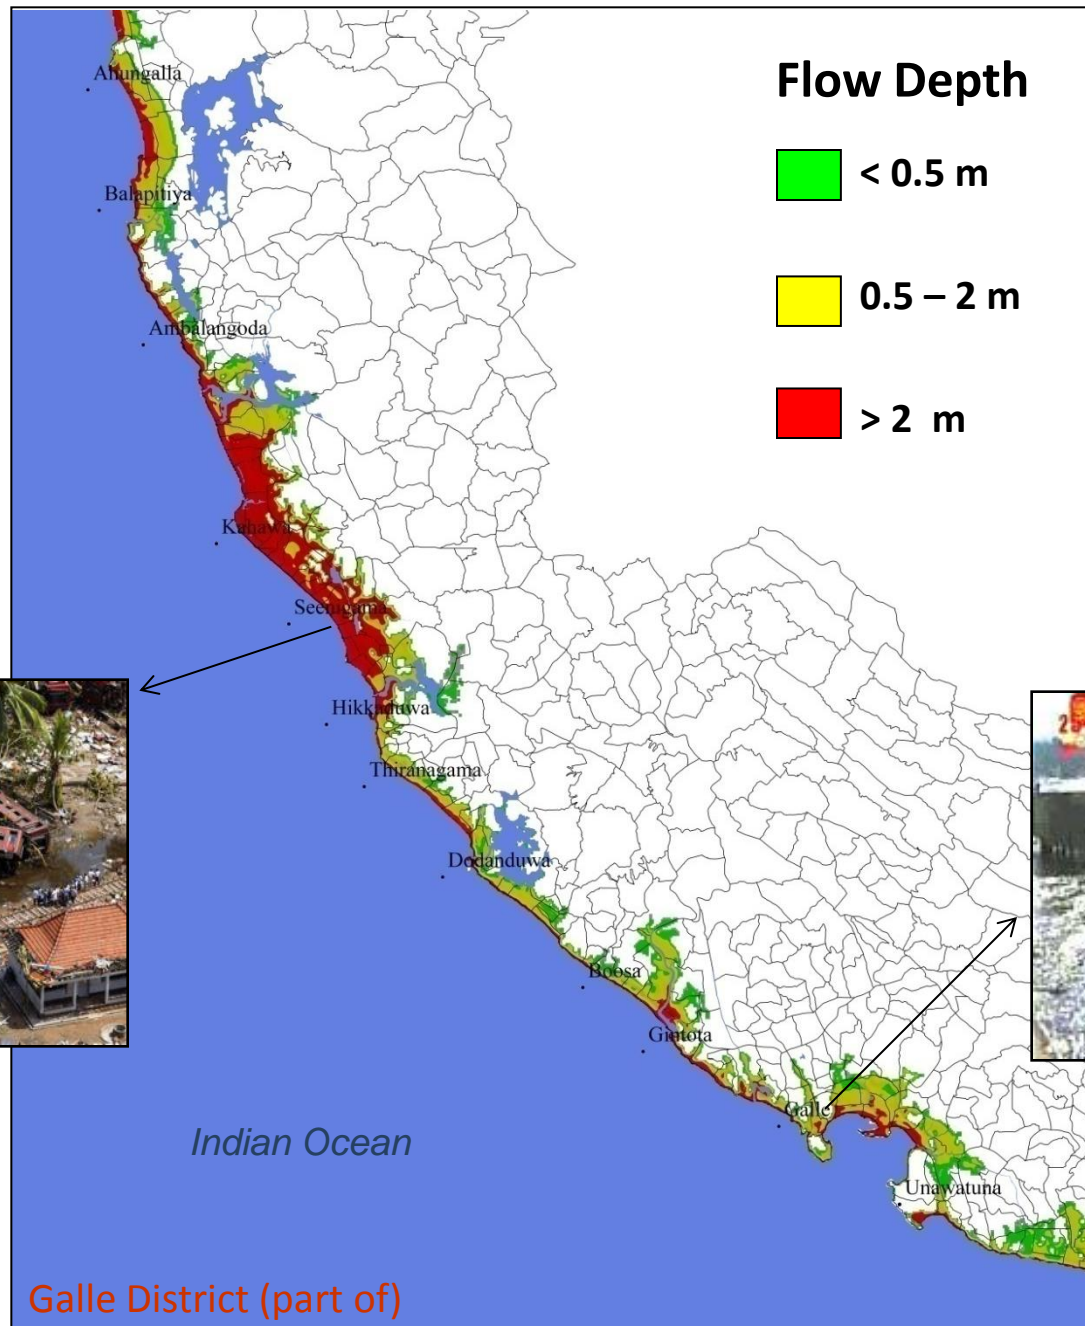 Flow Depth
< 0.5 m
0.5 – 2 m
> 2 m
Ahungalla
Balapitiya
Ambalangoda
Kahawa
Seenigama
Hikkaduwa
Thiranagama
Dodanduwa
Boosa
Gintota
Galle
Unawatuna
Indian Ocean
Galle District (part of)